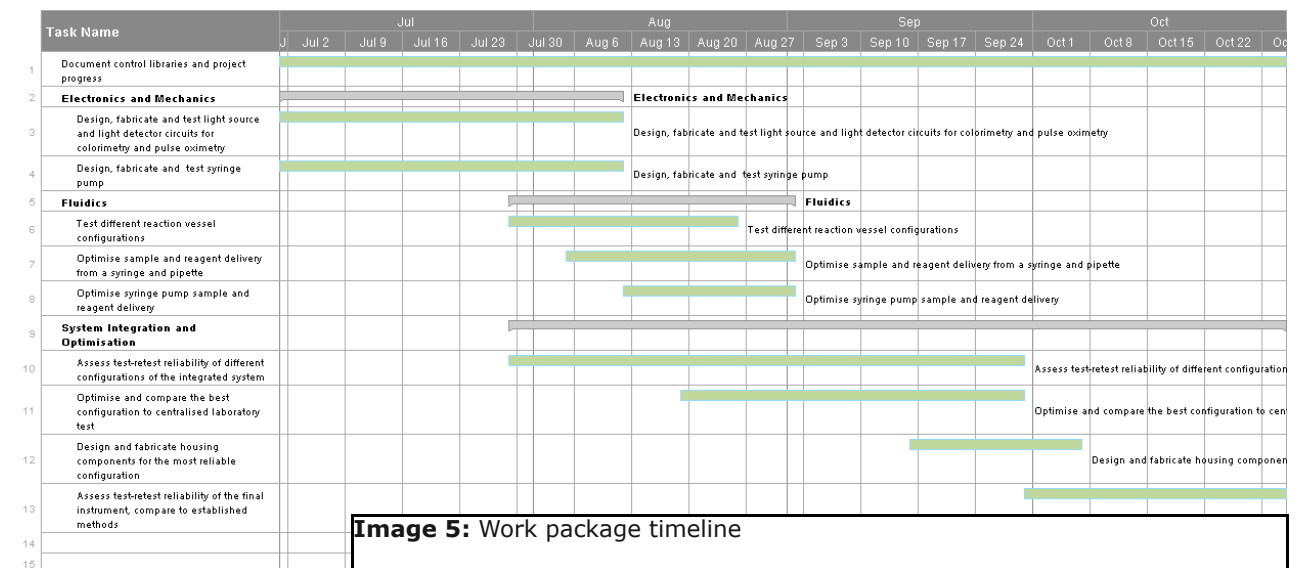 Task Name
Jul
Aug
Sep
Oct
J
Jul 2
Jul 9
Jul 16
Jul 23
Jul 30
Aug 6
Aug 13
Aug 20
Aug 27
Sep 3
Sep 10
Sep 17
Sep 24
Oct 1
Oct 8
Oct 15
Oct 22
Oc
1
Document control libraries and project
progress
2
Electronics and Mechanics
Electronics and Mechanics
3
Design, fabricate and test light source
and light detector circuits for
colorimetry and pulse oximetry
Design, fabricate and test light source and light detector circuits for colorimetry and pulse oximetry
4
Design, fabricate and test syringe
pump
Design, fabricate and test syringe pump
5
Fluidics
Fluidics
6
Test different reaction vessel
configurations
Test different reaction vessel configurations
7
Optimise sample and reagent delivery
from a syringe and pipette
Optimise sample and reagent delivery from a syringe and pipette
8
Optimise syringe pump sample and
reagent delivery
Optimise syringe pump sample and reagent delivery
9
System Integration and
Optimisation
10
Assess test-retest reliability of different
configurations of the integrated system
Assess test-retest reliability of different configuration
11
Optimise and compare the best
configuration to centralised laboratory
test
Optimise and compare the best configuration to cen
12
Design and fabricate housing
components for the most reliable
configuration
Design and fabricate housing componen
13
Assess test-retest reliability of the final
instrument, compare to established
methods
Image 5: Work package timeline
14
15